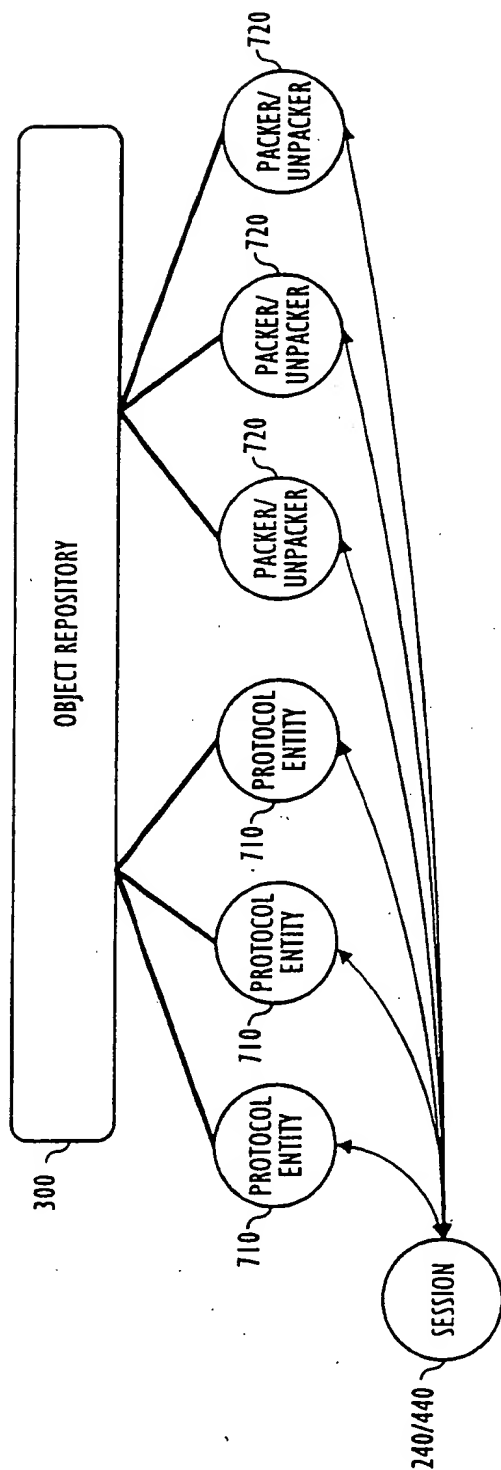 OBJECT REPOSITORY
300
720
720
720
PACKER/
UNPACKER
PACKER/
UNPACKER
PACKER/
UNPACKER
PROTOCOL
ENTITY
PROTOCOL
ENTITY
PROTOCOL
ENTITY
710
710
710
SESSION
240/440